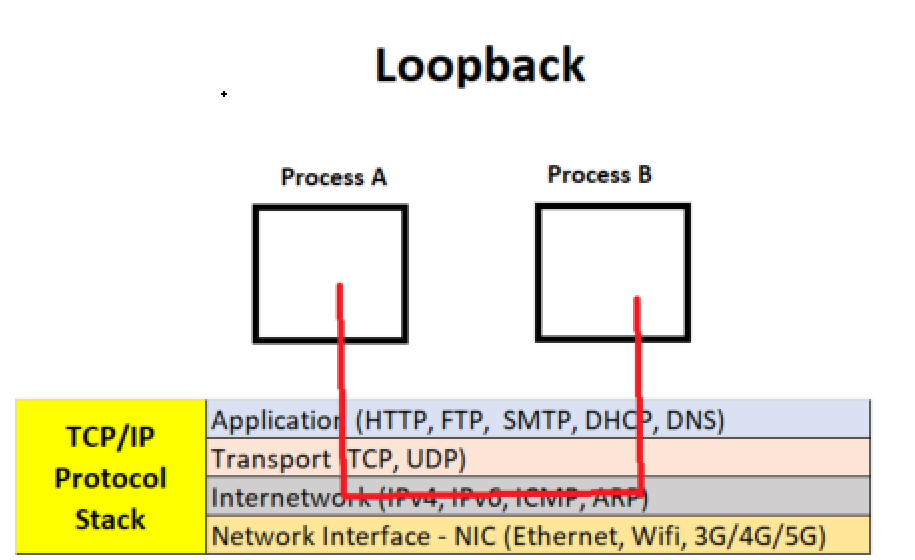 Loopback
Process A
Process B
TCP/IP
Protocol
Stack
Application (HTTP, FTP, SMTP, DHCP, DNS)
Transport (TCP, UDP)
Internetwork (IPv4, IPv6, ICMP, ARP)
Network Interface - NIC (Ethernet, Wifi, 3G/4G/5G)